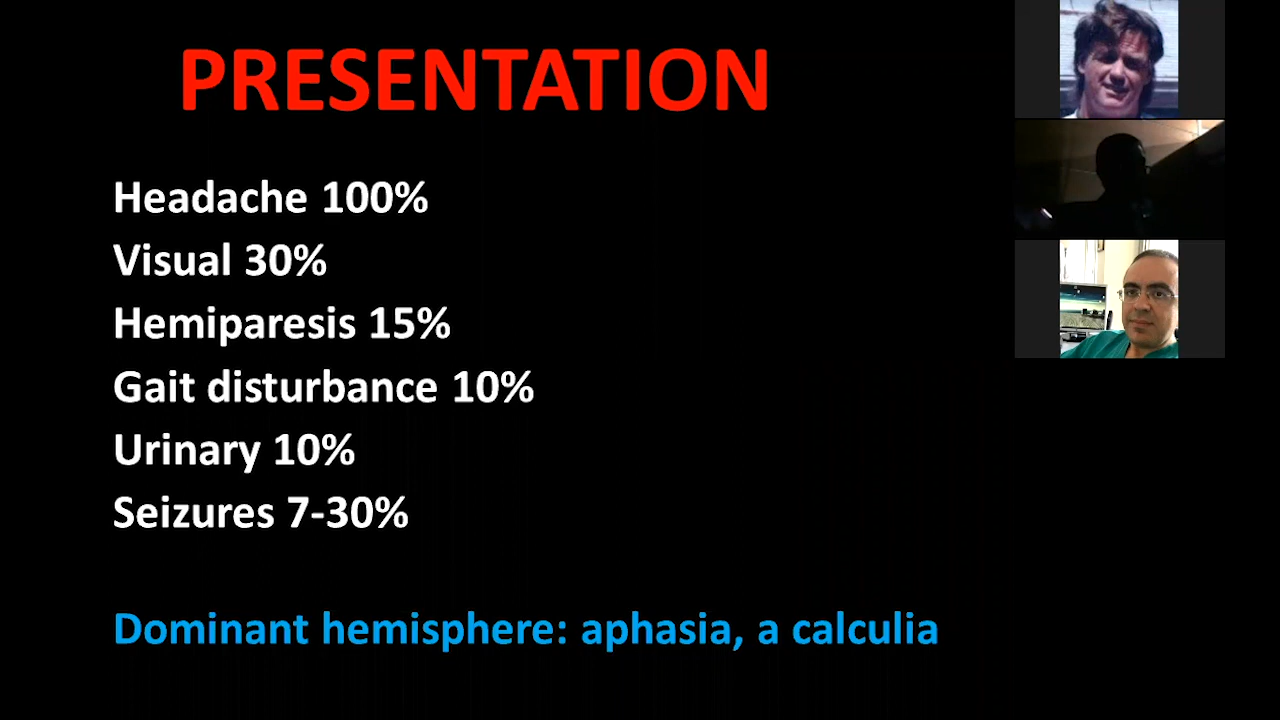 PRESENTATION
Headache 100%
Visual 30%
Hemiparesis 15%
Gait disturbance 10%
Urinary 10%
Seizures 7-30%
Dominant hemisphere: aphasia, a calculia